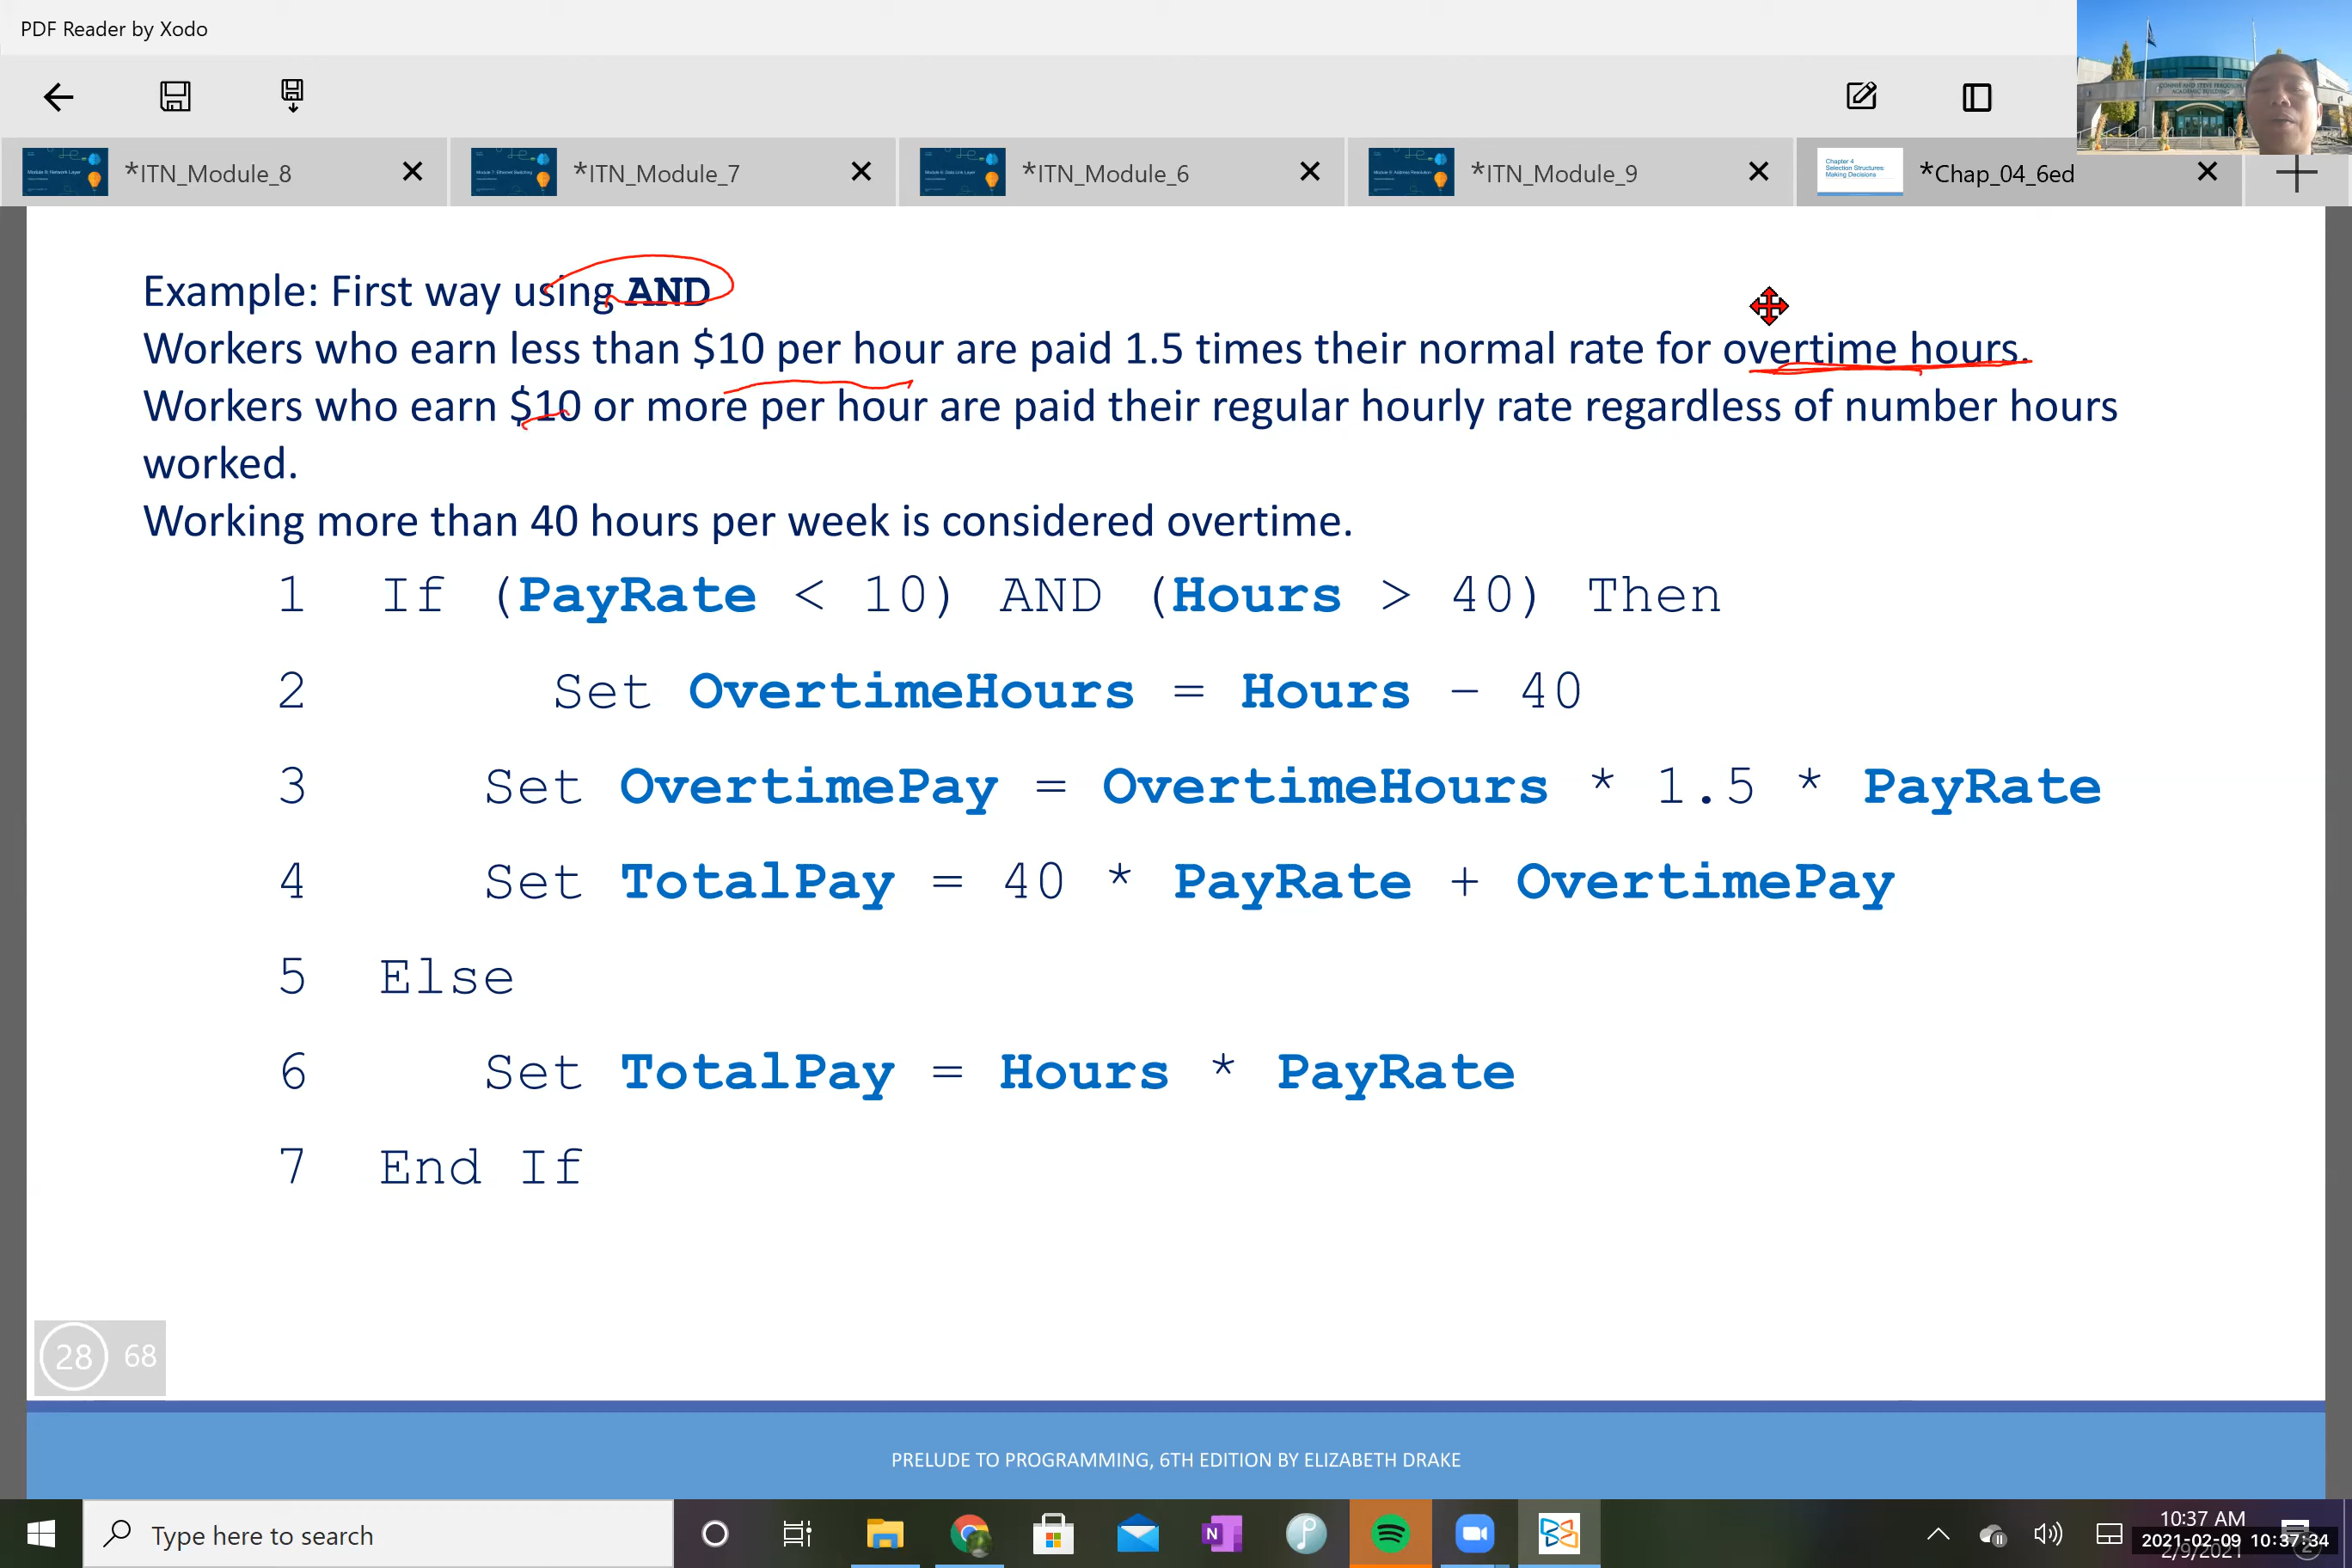 PDF Reader by Xodo
*ITN_Module_8
*ITN_Module_7
*ITN_Module_6
*ITN_Module_9
*Chap_04_6ed
Example: First way using AND
Workers who earn less than $10 per hour are paid 1.5 times their normal rate for overtime hours.
Workers who earn $10 or more per hour are paid their regular hourly rate regardless of number hours
worked.
Working more than 40 hours per week is considered overtime.
1 If (PayRate < 10) AND (Hours > 40) Then
2 Set OvertimeHours = Hours – 40
3 Set OvertimePay = OvertimeHours * 1.5 * PayRate
4 Set TotalPay = 40 * PayRate + OvertimePay
5 Else
6 Set TotalPay = Hours * PayRate
7 End If
28 68
PRELUDE TO PROGRAMMING, 6TH EDITION BY ELIZABETH DRAKE
Type here to search
10:37 AM
2021-02-09 10:37:34
2/9/2021